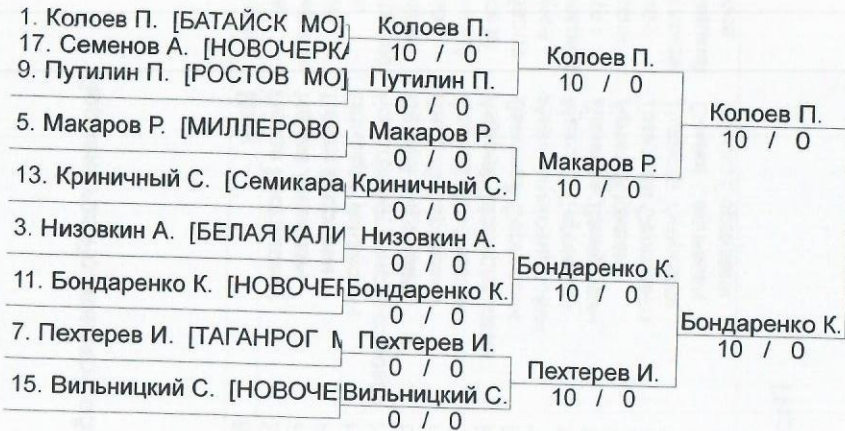 1. Колоев П. [БАТАЙСК МО]
17. Семенов А. [НОВОЧЕРКА
9. Путилин П. [РОСТОВ МО]
5. Макаров Р. [МИЛЛЕРОВО
13. Криничный С. [Семикара
3. Низовкин А. [БЕЛАЯ КАЛИ
11. Бондаренко К. [НОВОЧЕР
7. Пехтерев И. [ТАГАНРОГ М
15. Вильницкий С. [НОВОЧЕ
Колоев П.
10 / 0
Путилин П.
0 / 0
Макаров Р.
0 / 0
Криничный С.
0 / 0
Низовкин А.
0 / 0
Бондаренко К.
0 / 0
Пехтерев И.
0 / 0
Вильницкий С.
0 / 0
Колоев П.
10 / 0
Макаров Р.
10 / 0
Бондаренко К.
10 / 0
Пехтерев И.
10 / 0
Колоев П.
10 / 0
Бондаренко К.
10 / 0